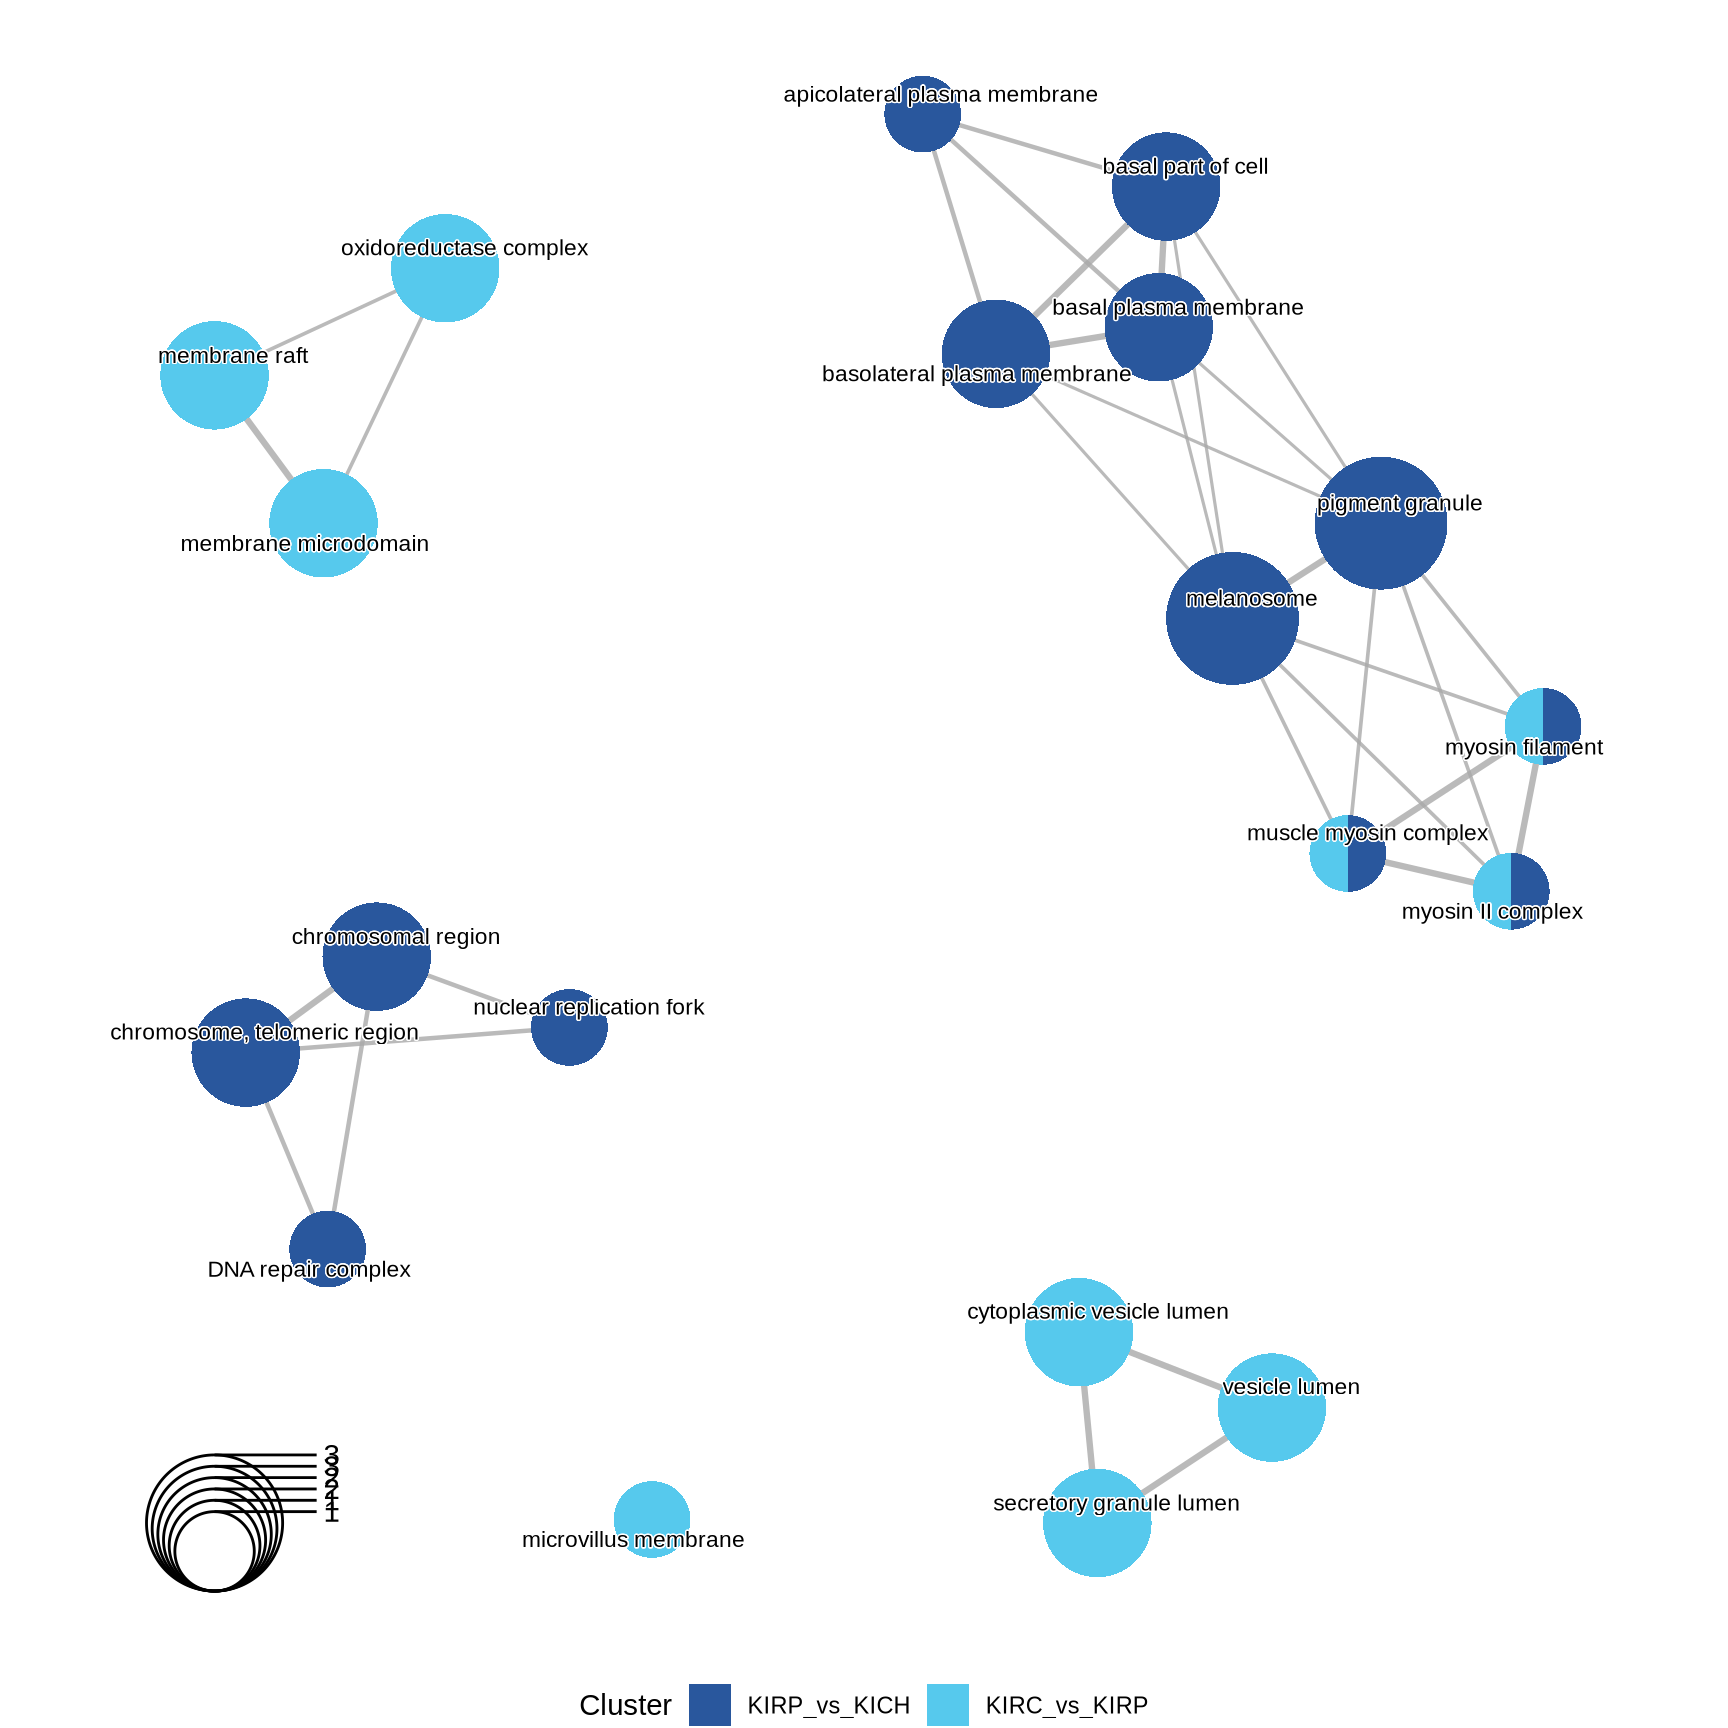 apicolateral plasma membrane
basal part of cell
oxidoreductase complex
basal plasma membrane
membrane raft
basolateral plasma membrane
pigment granule
membrane microdomain
melanosome
myosin filament
muscle myosin complex
myosin II complex
chromosomal region
nuclear replication fork
chromosome, telomeric region
DNA repair complex
cytoplasmic vesicle lumen
vesicle lumen
3
3
2
2
1
1
secretory granule lumen
microvillus membrane
Cluster KIRP_vs_KICH KIRC_vs_KIRP